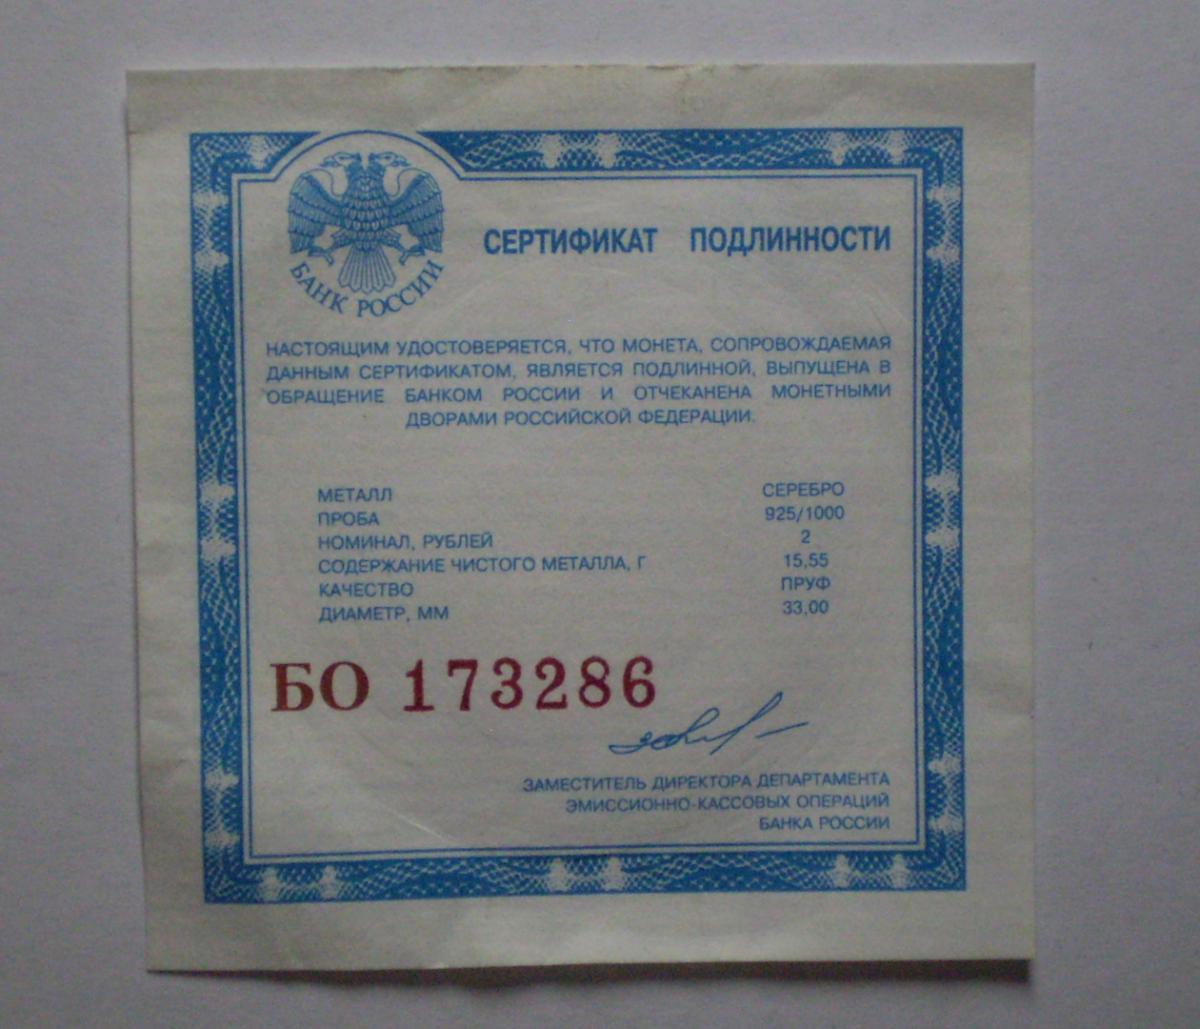 БАНК РОССИИ
СЕРТИФИКАТ ПОДЛИННОСТИ
НАСТОЯЩИМ УДОСТОВЕРЯЕТСЯ, ЧТО МОНЕТА, СОПРОВОЖДАЕМАЯ
ДАННЫМ СЕРТИФИКАТОМ, ЯВЛЯЕТСЯ ПОДЛИННОЙ, ВЫПУЩЕНА В
ОБРАЩЕНИЕ БАНКОМ РОССИИ И ОТЧЕКАНЕНА МОНЕТНЫМИ
ДВОРАМИ РОССИЙСКОЙ ФЕДЕРАЦИИ.
МЕТАЛЛ СЕРЕБРО
ПРОБА 925/1000
НОМИНАЛ, РУБЛЕЙ 2
СОДЕРЖАНИЕ ЧИСТОГО МЕТАЛЛА, Г 15,55
КАЧЕСТВО ПРУФ
ДИАМЕТР, ММ 33,00
БО 173286
ЗАМЕСТИТЕЛЬ ДИРЕКТОРА ДЕПАРТАМЕНТА
ЭМИССИОННО-КАССОВЫХ ОПЕРАЦИЙ
БАНКА РОССИИ